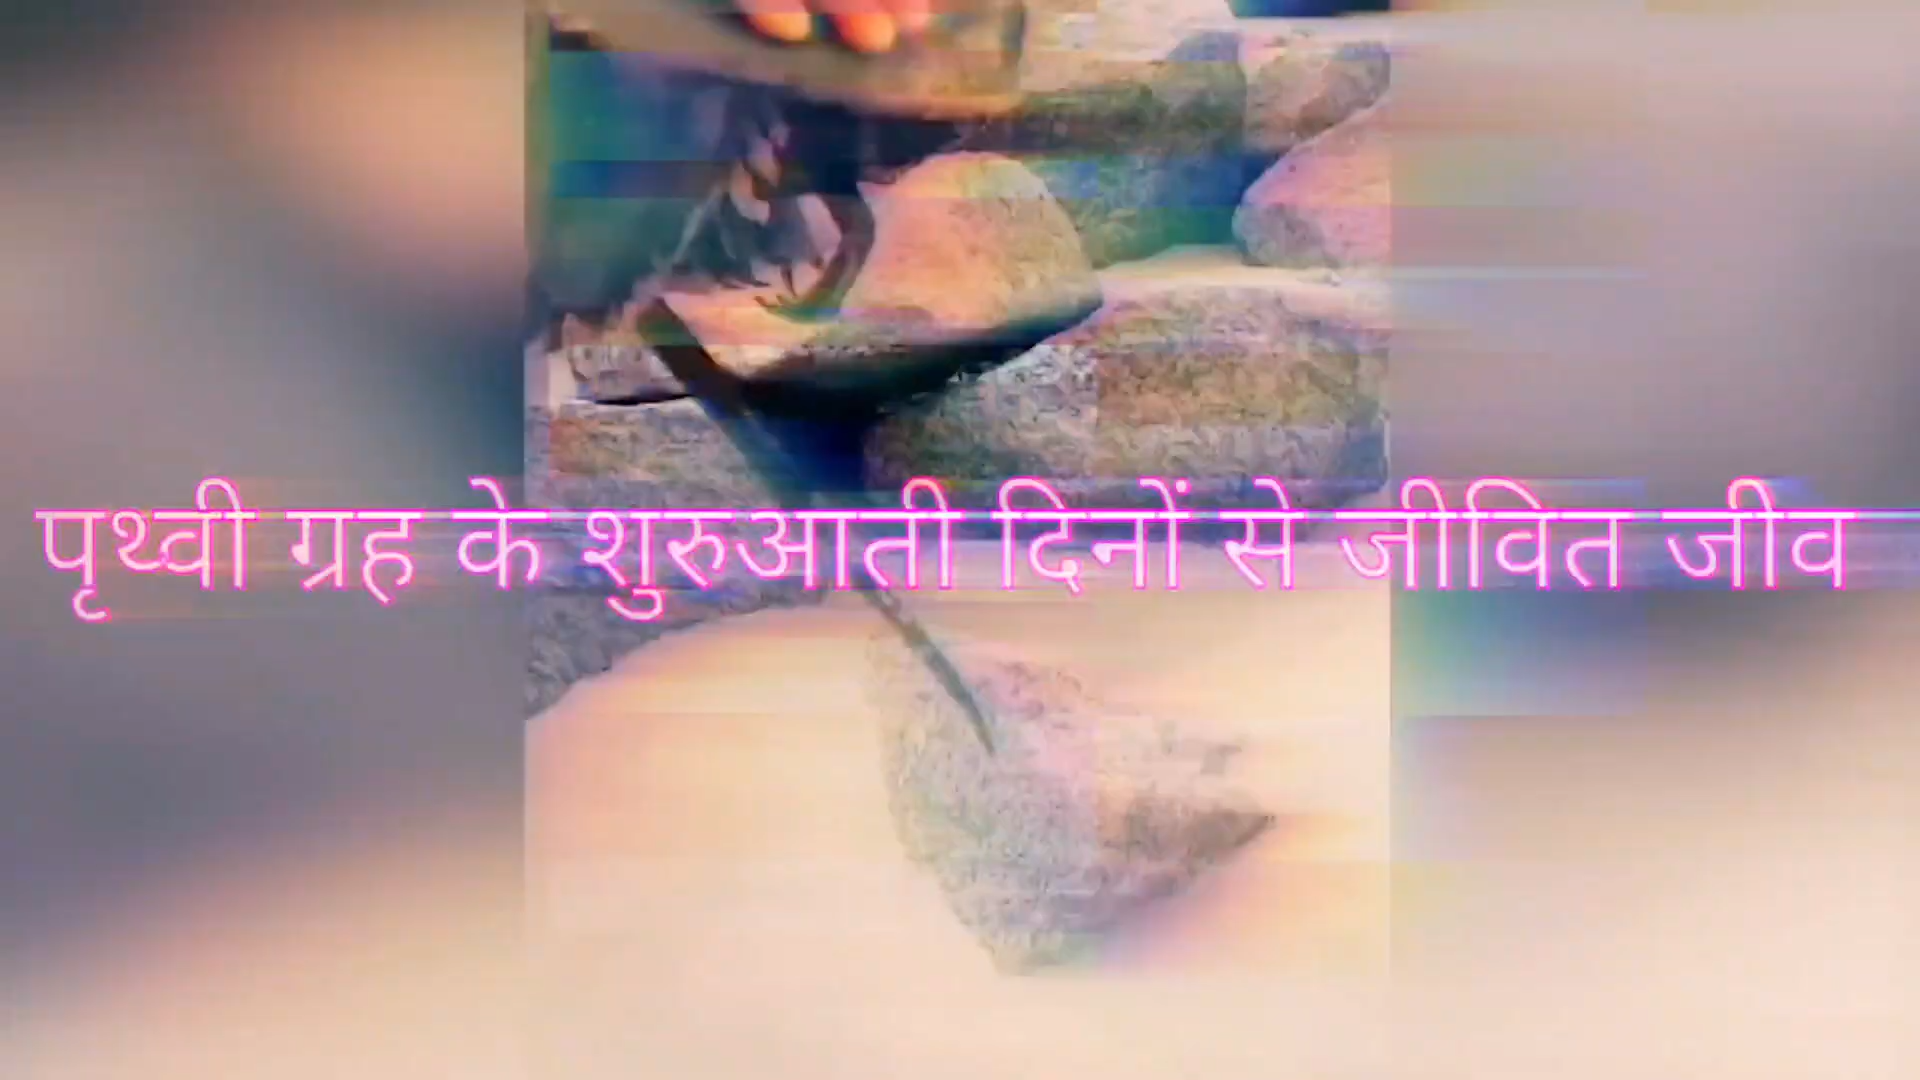 पृथ्वी ग्रह के शुरुआती दिनों से जीवित जीव